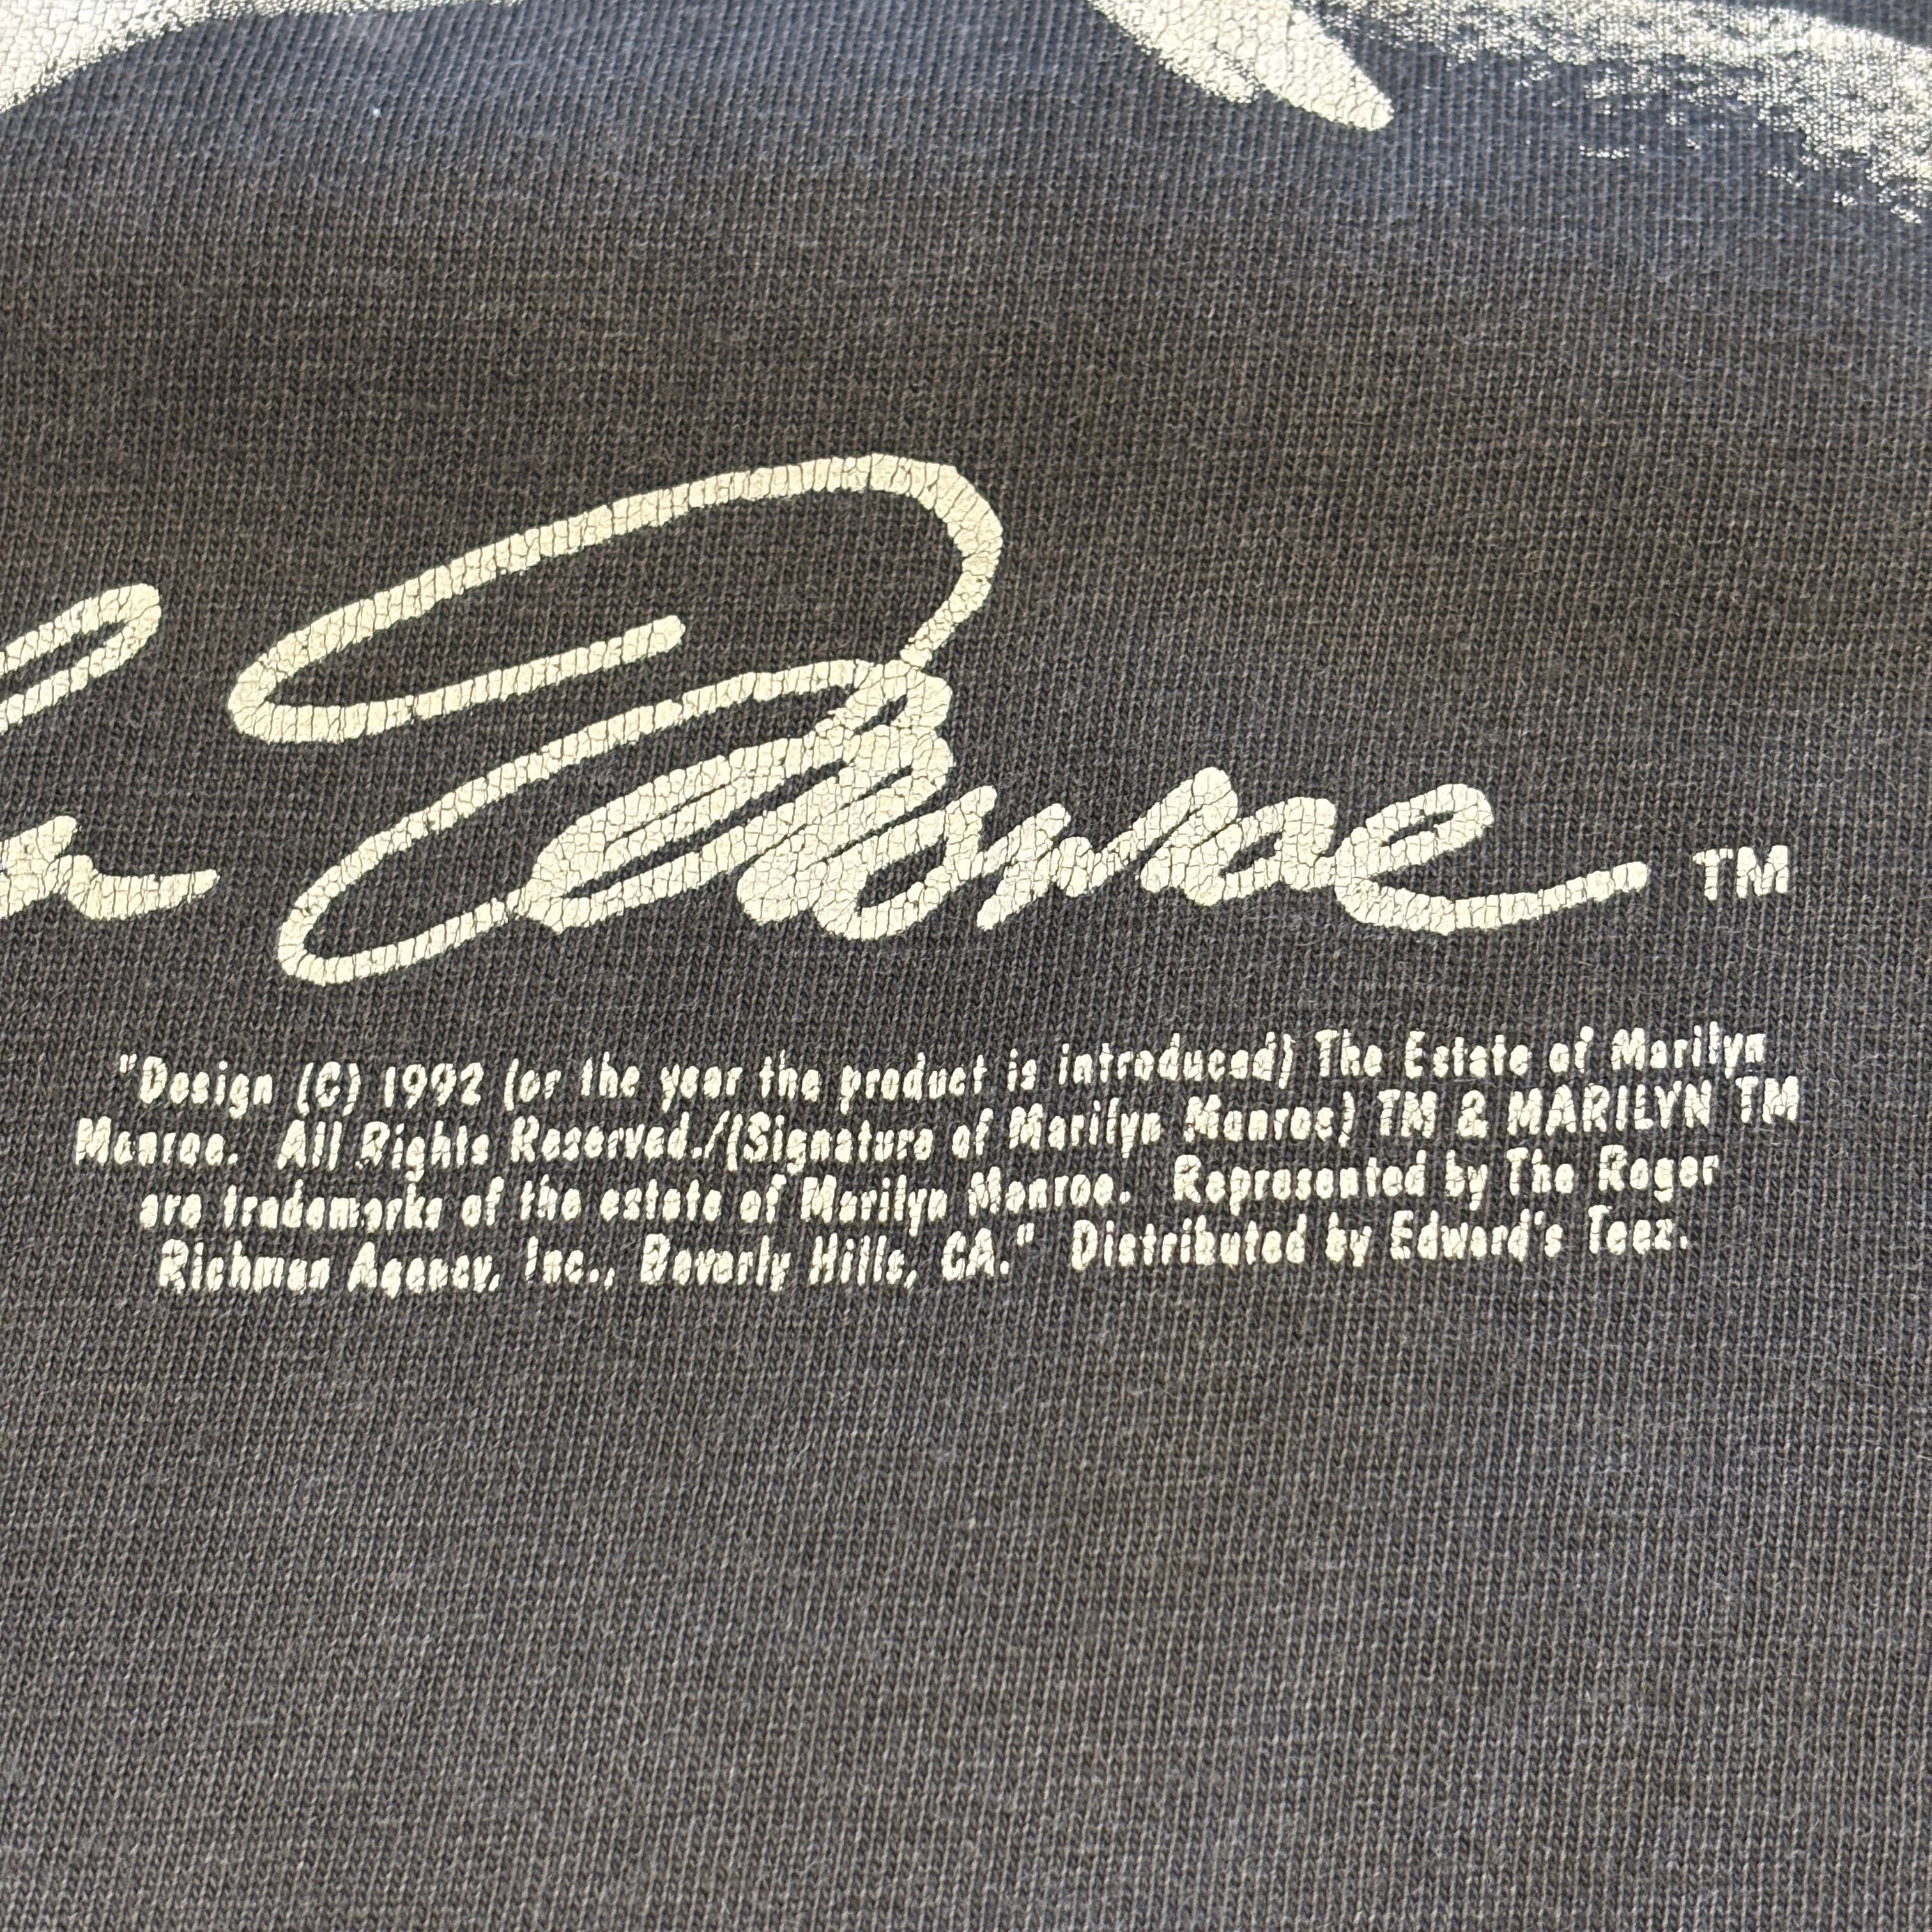 Monroe TM
"Design (C) 1992 (or the year the product is introduced) The Estate of Marilyn
Monroe. All Rights Reserved./(Signature of Marilyn Monroe) TM & MARILYN TM
are trademarks of the estate of Marilyn Monroe. Represented by The Roger
Richman Agency, Inc., Beverly Hills, CA." Distributed by Edward's Teez.